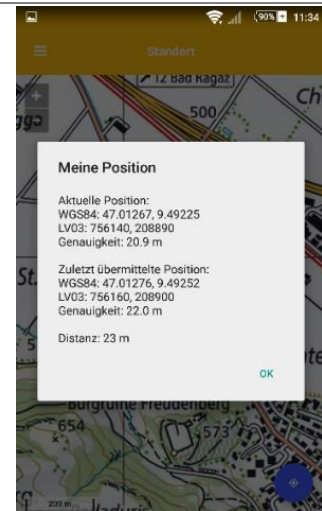 90% 11:34
Standort
12 Bad Ragaz
500
Meine Position
Aktuelle Position:
WGS84: 47.01267, 9.49225
LV03: 756140, 208890
Genauigkeit: 20.9 m
Zuletzt übermittelte Position:
WGS84: 47.01276, 9.49252
LV03: 756160, 208900
Genauigkeit: 22.0 m
Distanz: 23 m
OK
St.
Burgruine Freudenberg
654
573
200 m